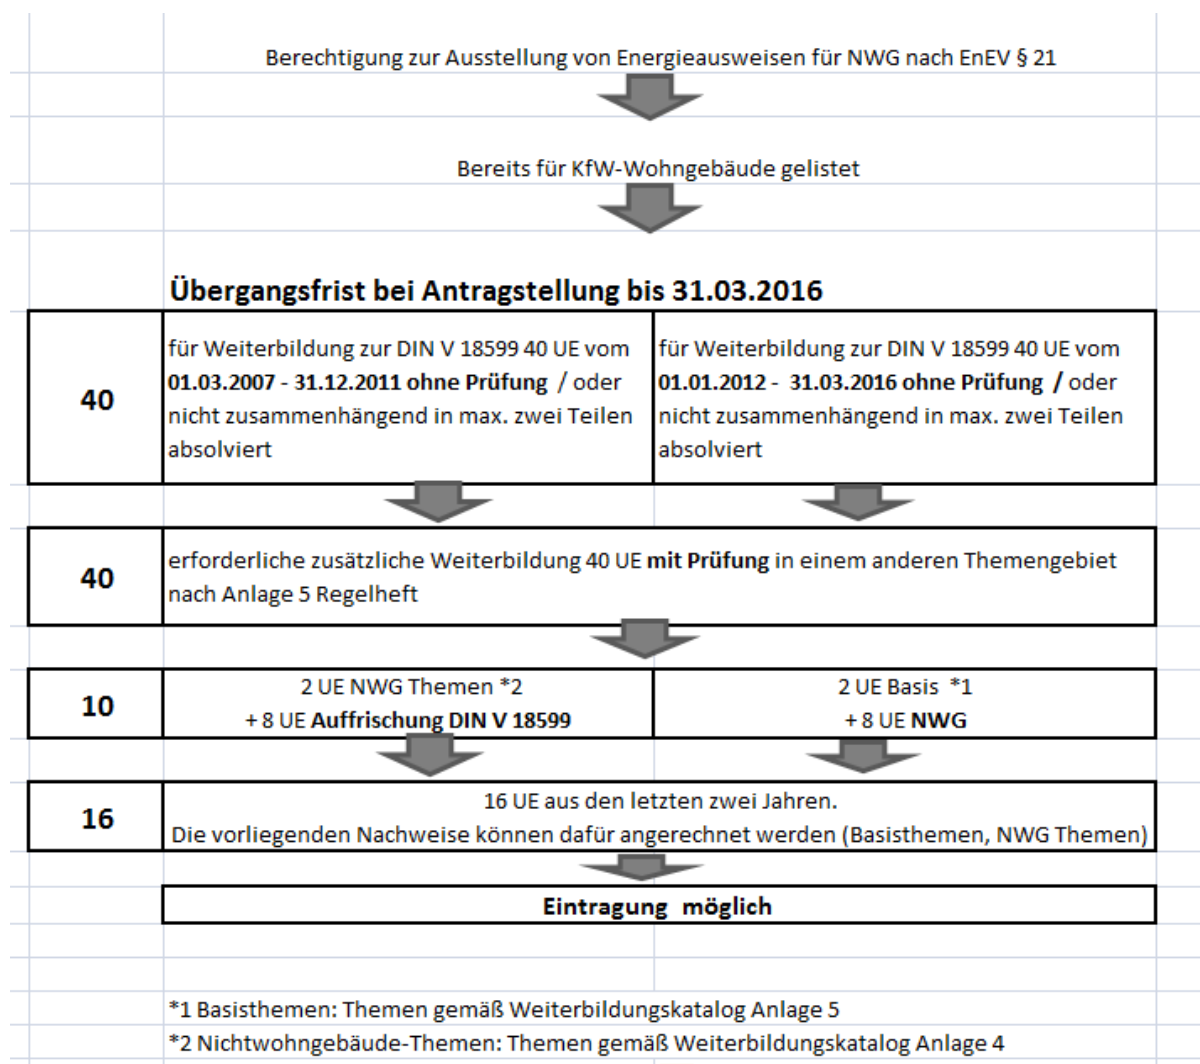 Berechtigung zur Ausstellung von Energieausweisen für NWG nach EnEV § 21
Bereits für KfW-Wohngebäude gelistet
Übergangsfrist bei Antragstellung bis 31.03.2016
40
für Weiterbildung zur DIN V 18599 40 UE vom
01.03.2007 - 31.12.2011 ohne Prüfung / oder
nicht zusammenhängend in max. zwei Teilen
absolviert
für Weiterbildung zur DIN V 18599 40 UE vom
01.01.2012 - 31.03.2016 ohne Prüfung / oder
nicht zusammenhängend in max. zwei Teilen
absolviert
40
erforderliche zusätzliche Weiterbildung 40 UE mit Prüfung in einem anderen Themengebiet
nach Anlage 5 Regelheft
10
2 UE NWG Themen *2
+ 8 UE Auffrischung DIN V 18599
2 UE Basis *1
+ 8 UE NWG
16
16 UE aus den letzten zwei Jahren.
Die vorliegenden Nachweise können dafür angerechnet werden (Basisthemen, NWG Themen)
Eintragung möglich
*1 Basisthemen: Themen gemäß Weiterbildungskatalog Anlage 5
*2 Nichtwohngebäude-Themen: Themen gemäß Weiterbildungskatalog Anlage 4